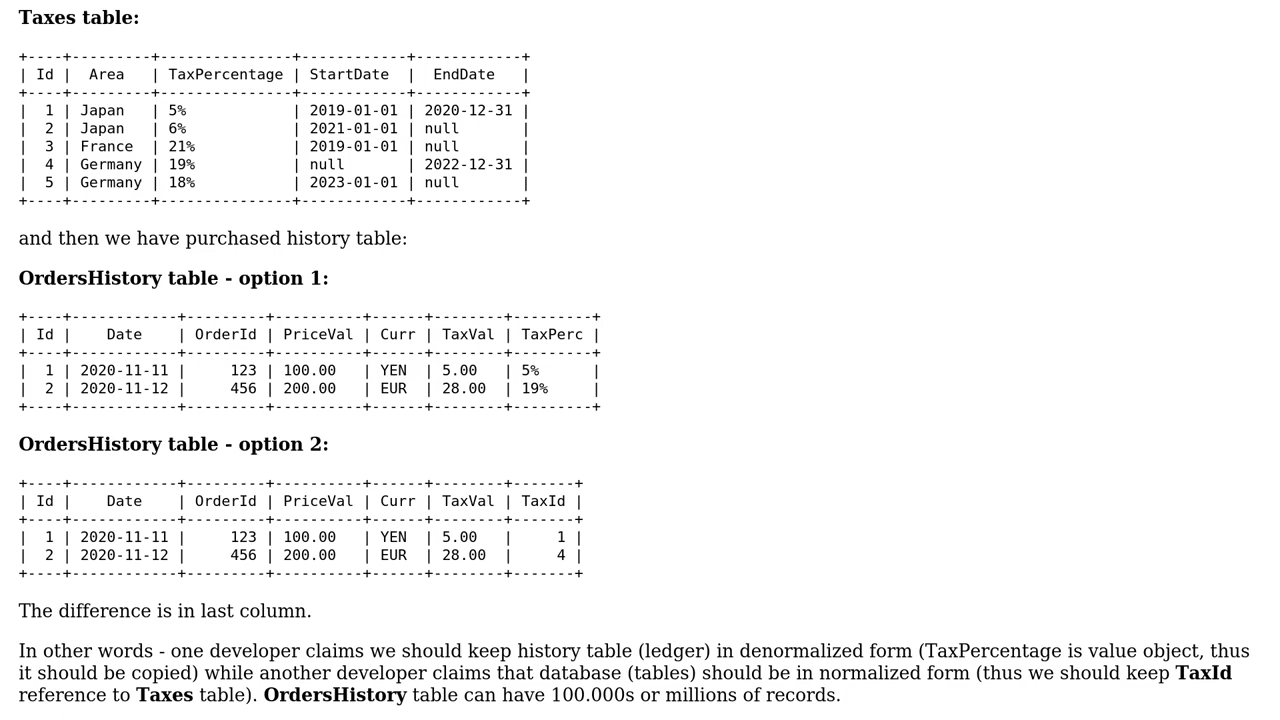 Taxes table:
+----+---------+---------------+------------+------------+
| Id |  Area   | TaxPercentage | StartDate  |  EndDate   |
+----+---------+---------------+------------+------------+
|  1 | Japan   | 5%            | 2019-01-01 | 2020-12-31 |
|  2 | Japan   | 6%            | 2021-01-01 | null       |
|  3 | France  | 21%           | 2019-01-01 | null       |
|  4 | Germany | 19%           | null       | 2022-12-31 |
|  5 | Germany | 18%           | 2023-01-01 | null       |
+----+---------+---------------+------------+------------+
and then we have purchased history table:
OrdersHistory table - option 1:
+----+------------+---------+----------+------+--------+---------+
| Id |    Date    | OrderId | PriceVal | Curr | TaxVal | TaxPerc |
+----+------------+---------+----------+------+--------+---------+
|  1 | 2020-11-11 |     123 | 100.00   | YEN  | 5.00   | 5%      |
|  2 | 2020-11-12 |     456 | 200.00   | EUR  | 28.00  | 19%     |
+----+------------+---------+----------+------+--------+---------+
OrdersHistory table - option 2:
+----+------------+---------+----------+------+--------+-------+
| Id |    Date    | OrderId | PriceVal | Curr | TaxVal | TaxId |
+----+------------+---------+----------+------+--------+-------+
|  1 | 2020-11-11 |     123 | 100.00   | YEN  | 5.00   |     1 |
|  2 | 2020-11-12 |     456 | 200.00   | EUR  | 28.00  |     4 |
+----+------------+---------+----------+------+--------+-------+
The difference is in last column.
In other words - one developer claims we should keep history table (ledger) in denormalized form (TaxPercentage is value object, thus
it should be copied) while another developer claims that database (tables) should be in normalized form (thus we should keep TaxId
reference to Taxes table). OrdersHistory table can have 100.000s or millions of records.